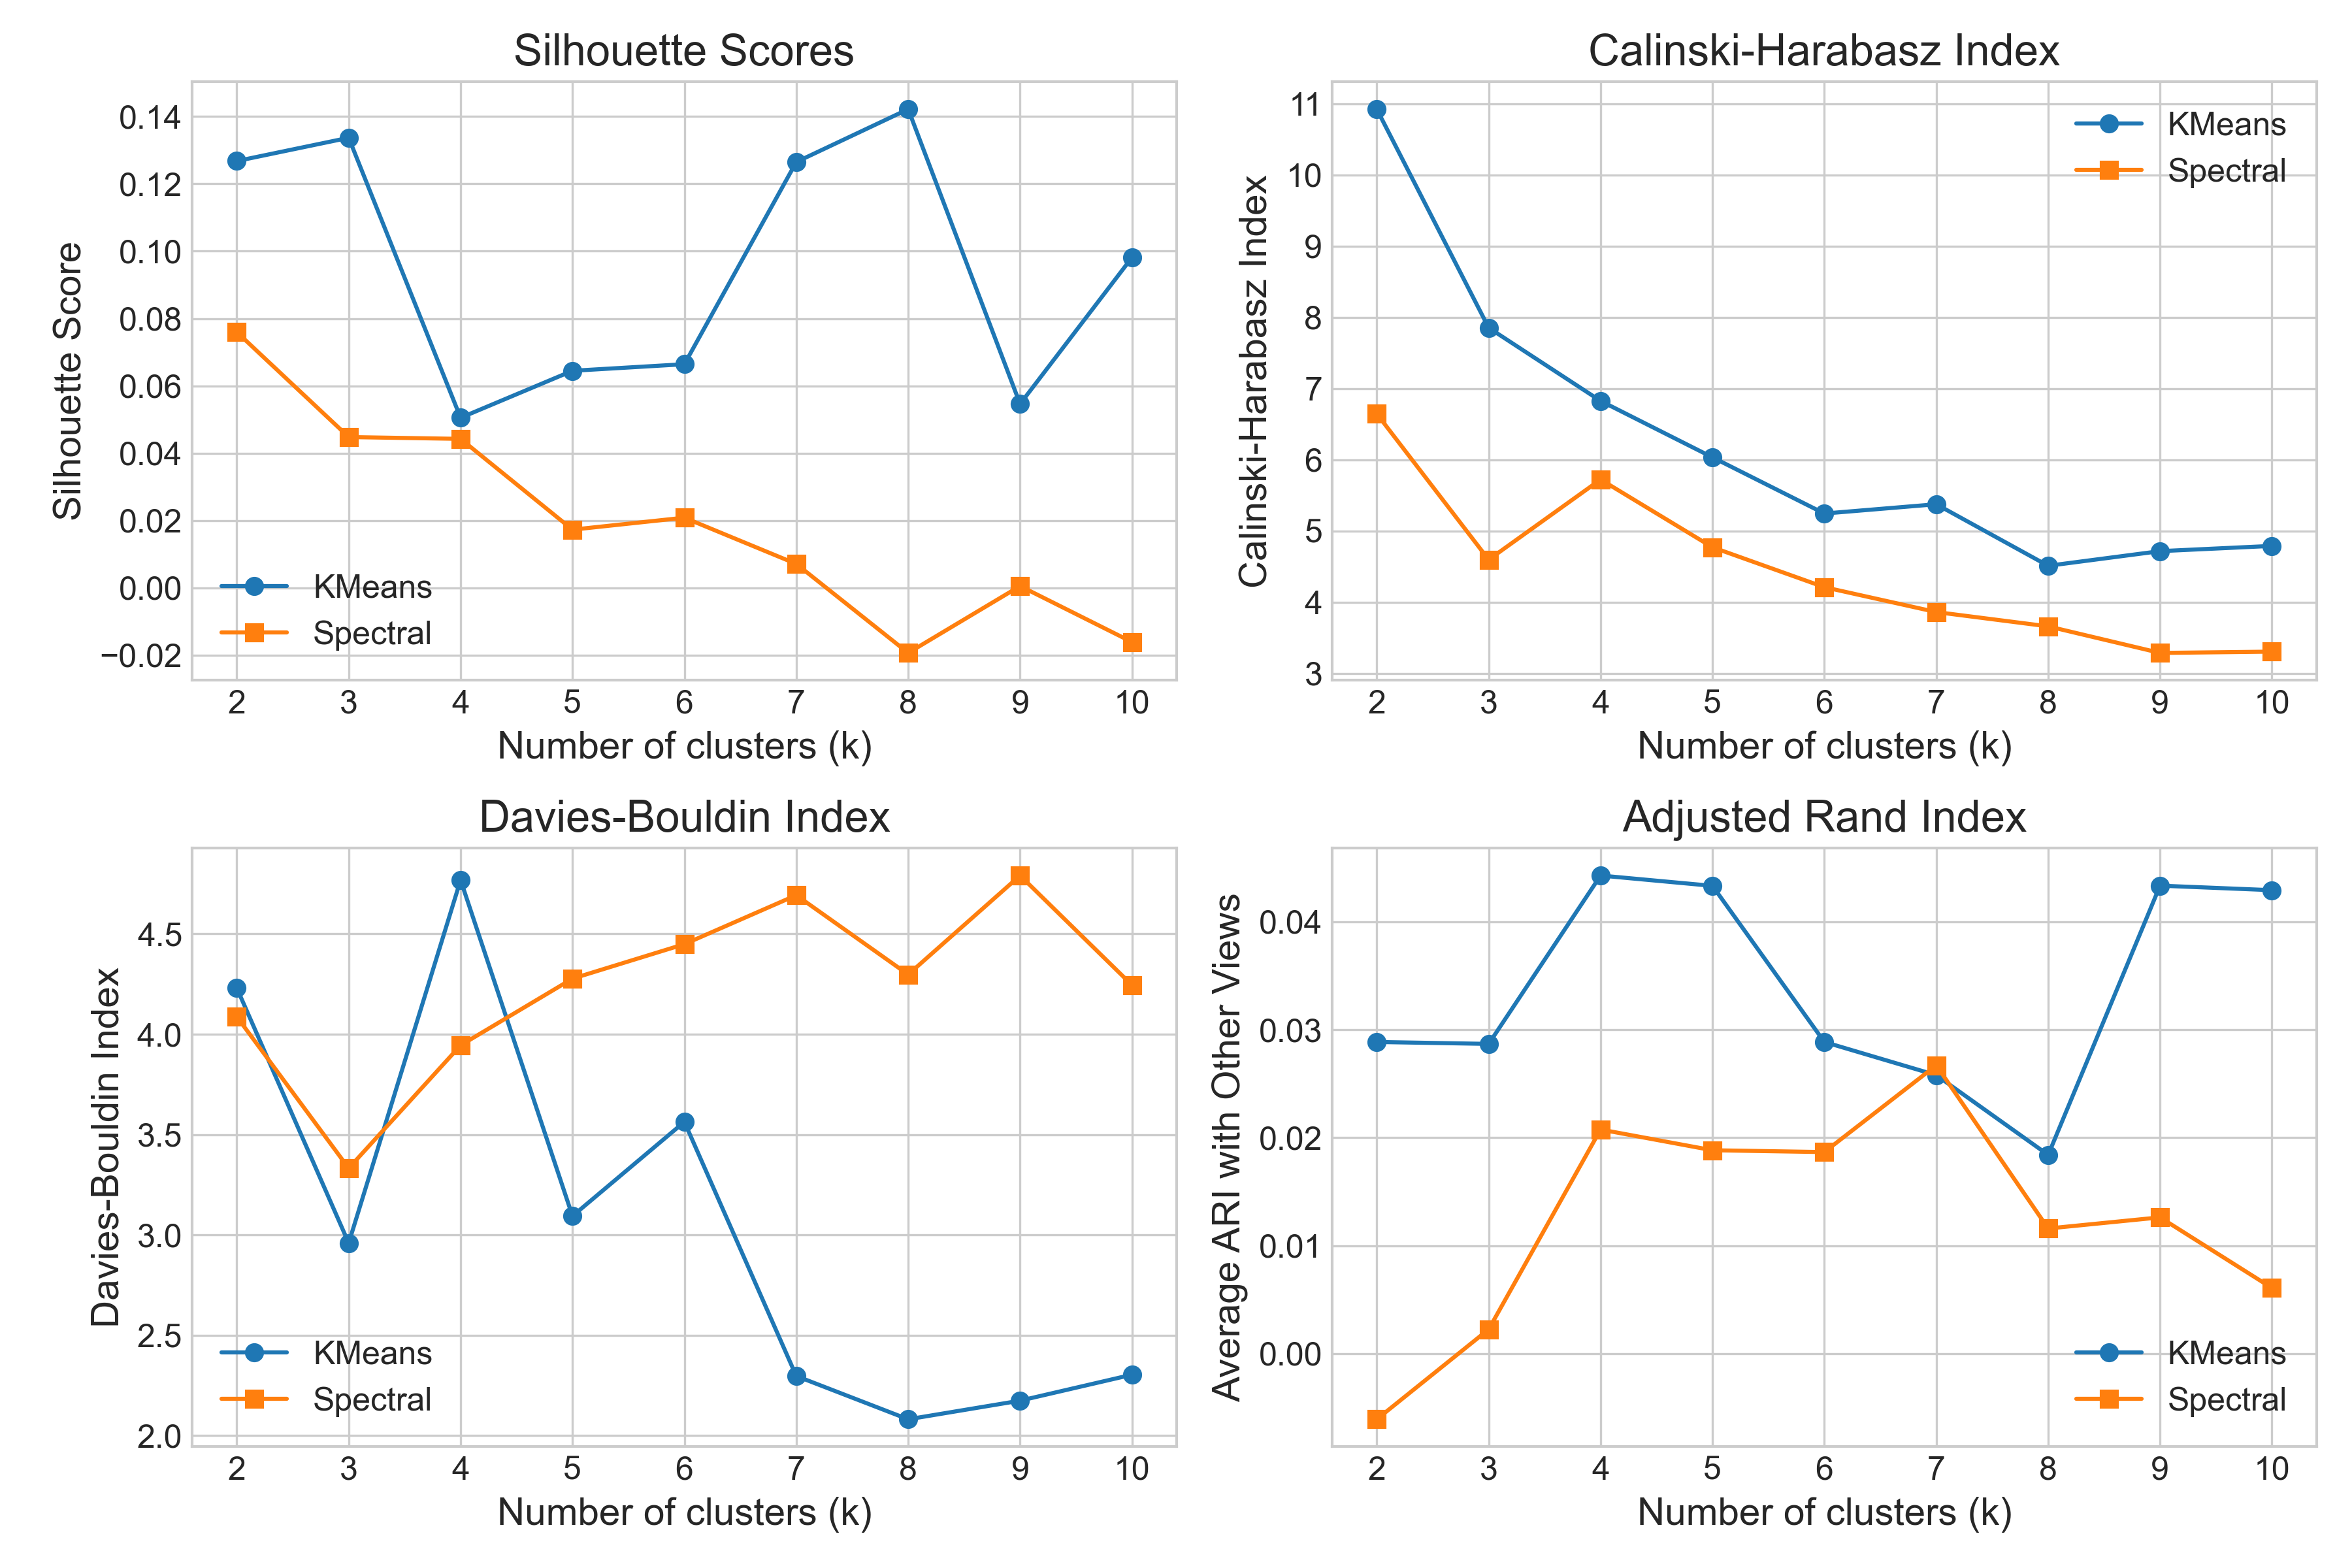 Silhouette Scores
Silhouette Score
0.14
0.12
0.10
0.08
0.06
0.04
0.02
0.00
−0.02
KMeans
Spectral
2 3 4 5 6 7 8 9 10
Number of clusters (k)
Calinski-Harabasz Index
Calinski-Harabasz Index
11
10
9
8
7
6
5
4
3
KMeans
Spectral
2 3 4 5 6 7 8 9 10
Number of clusters (k)
Davies-Bouldin Index
Davies-Bouldin Index
4.5
4.0
3.5
3.0
2.5
2.0
KMeans
Spectral
2 3 4 5 6 7 8 9 10
Number of clusters (k)
Adjusted Rand Index
Average ARI with Other Views
0.04
0.03
0.02
0.01
0.00
KMeans
Spectral
2 3 4 5 6 7 8 9 10
Number of clusters (k)